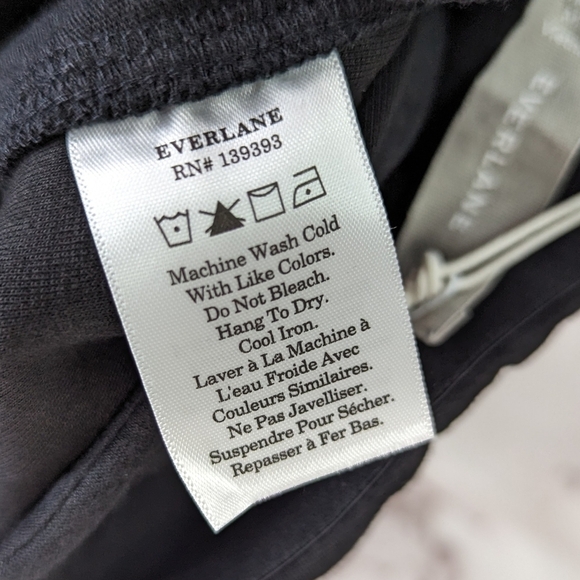 EVERLANE
RN# 139393
Machine Wash Cold
With Like Colors.
Do Not Bleach.
Hang To Dry.
Cool Iron.
Laver à La Machine à
L'eau Froide Avec
Couleurs Similaires.
Ne Pas Javelliser.
Suspendre Pour Sécher.
Repasser à Fer Bas.
EVERLANE